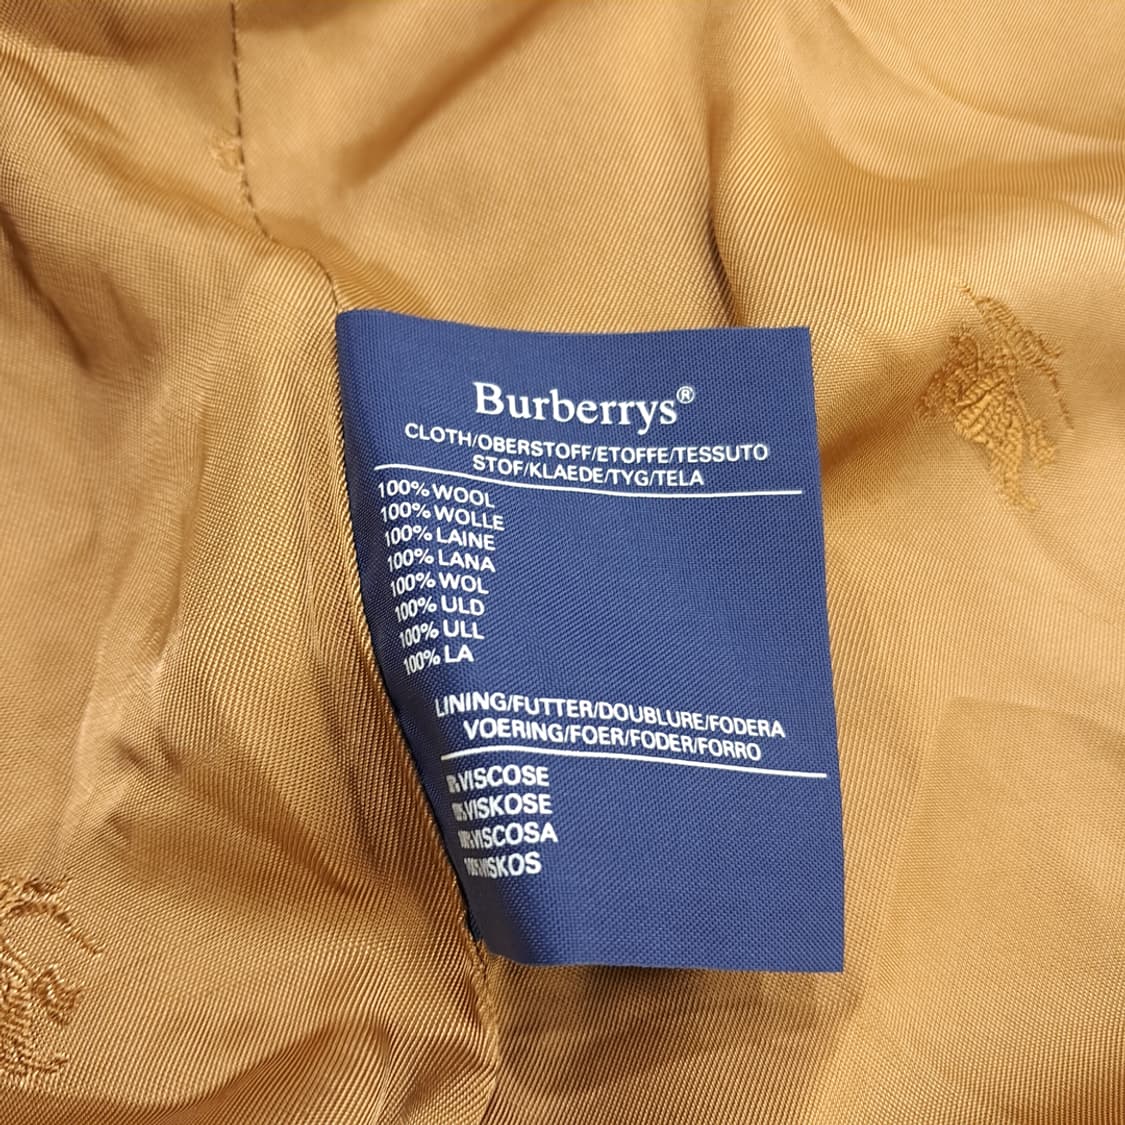 Burberrys®
CLOTH/OBERSTOFF/ETOFFE/TESSUTO
STOF/KLAEDE/TYG/TELA
100% WOOL
100% WOLLE
100% LAINE
100% LANA
100% WOL
100% ULD
100% ULL
100% LA
LINING/FUTTER/DOUBLURE/FODERA
VOERING/FOER/FODER/FORRO
VISCOSE
VISKOSE
VISCOSA
100% VISKOS